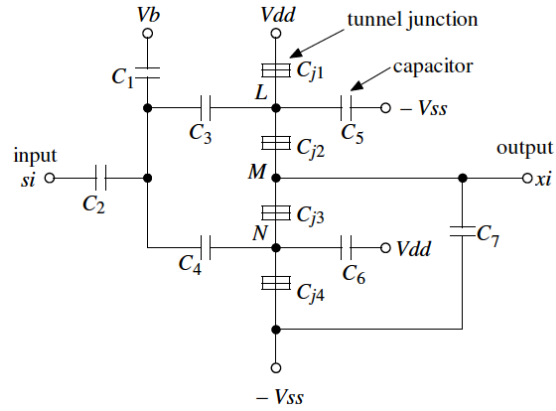 Vb
Vdd
tunnel junction
Cj1
capacitor
C1
L
C3
C5
– Vss
Cj2
input
output
si
M
xi
C2
Cj3
N
C7
C4
C6
Vdd
Cj4
– Vss